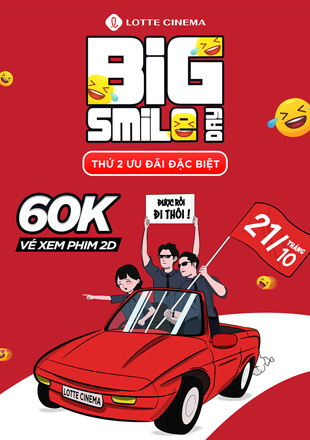 LOTTE CINEMA
BIG
SMILE
DAY
THỨ 2 ƯU ĐÃI ĐẶC BIỆT
60K
VÉ XEM PHIM 2D
ĐƯỢC RỒI
ĐI THÔI !
21/
THÁNG
10
LOTTE CINEMA